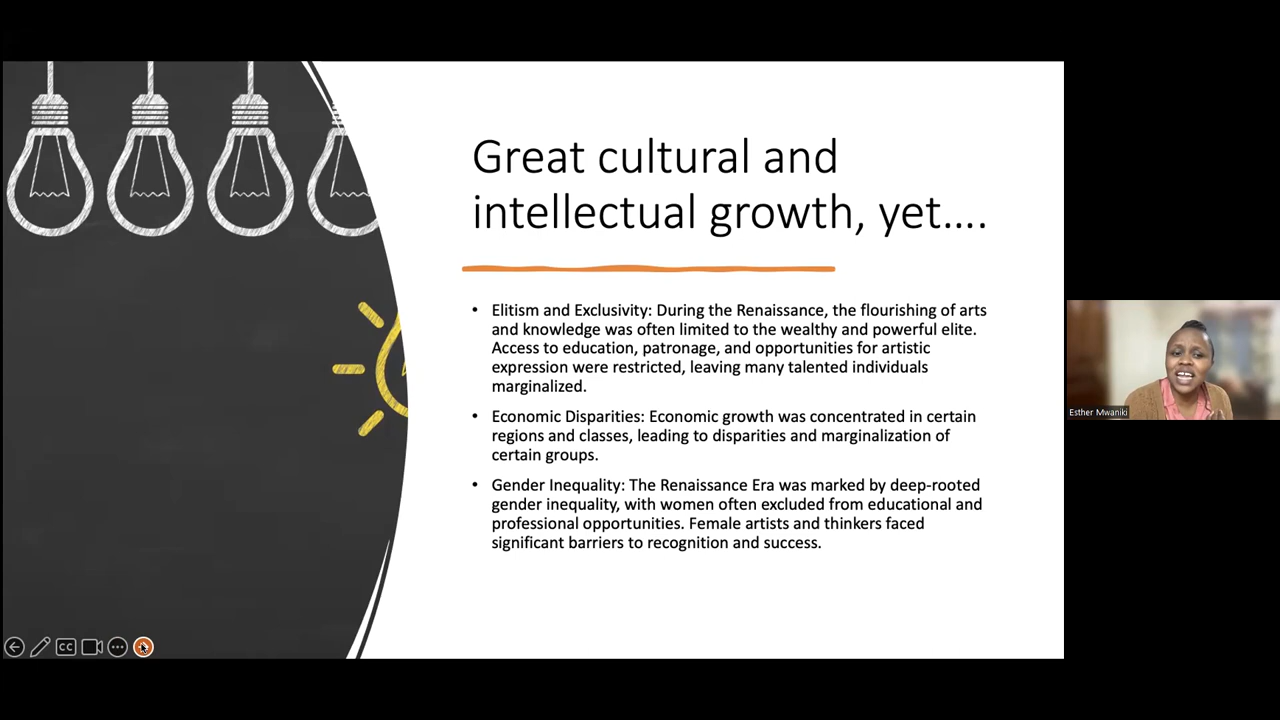 Great cultural and
intellectual growth, yet....
• Elitism and Exclusivity: During the Renaissance, the flourishing of arts
and knowledge was often limited to the wealthy and powerful elite.
Access to education, patronage, and opportunities for artistic
expression were restricted, leaving many talented individuals
marginalized.
• Economic Disparities: Economic growth was concentrated in certain
regions and classes, leading to disparities and marginalization of
certain groups.
• Gender Inequality: The Renaissance Era was marked by deep-rooted
gender inequality, with women often excluded from educational and
professional opportunities. Female artists and thinkers faced
significant barriers to recognition and success.
Esther Mwaniki
CC